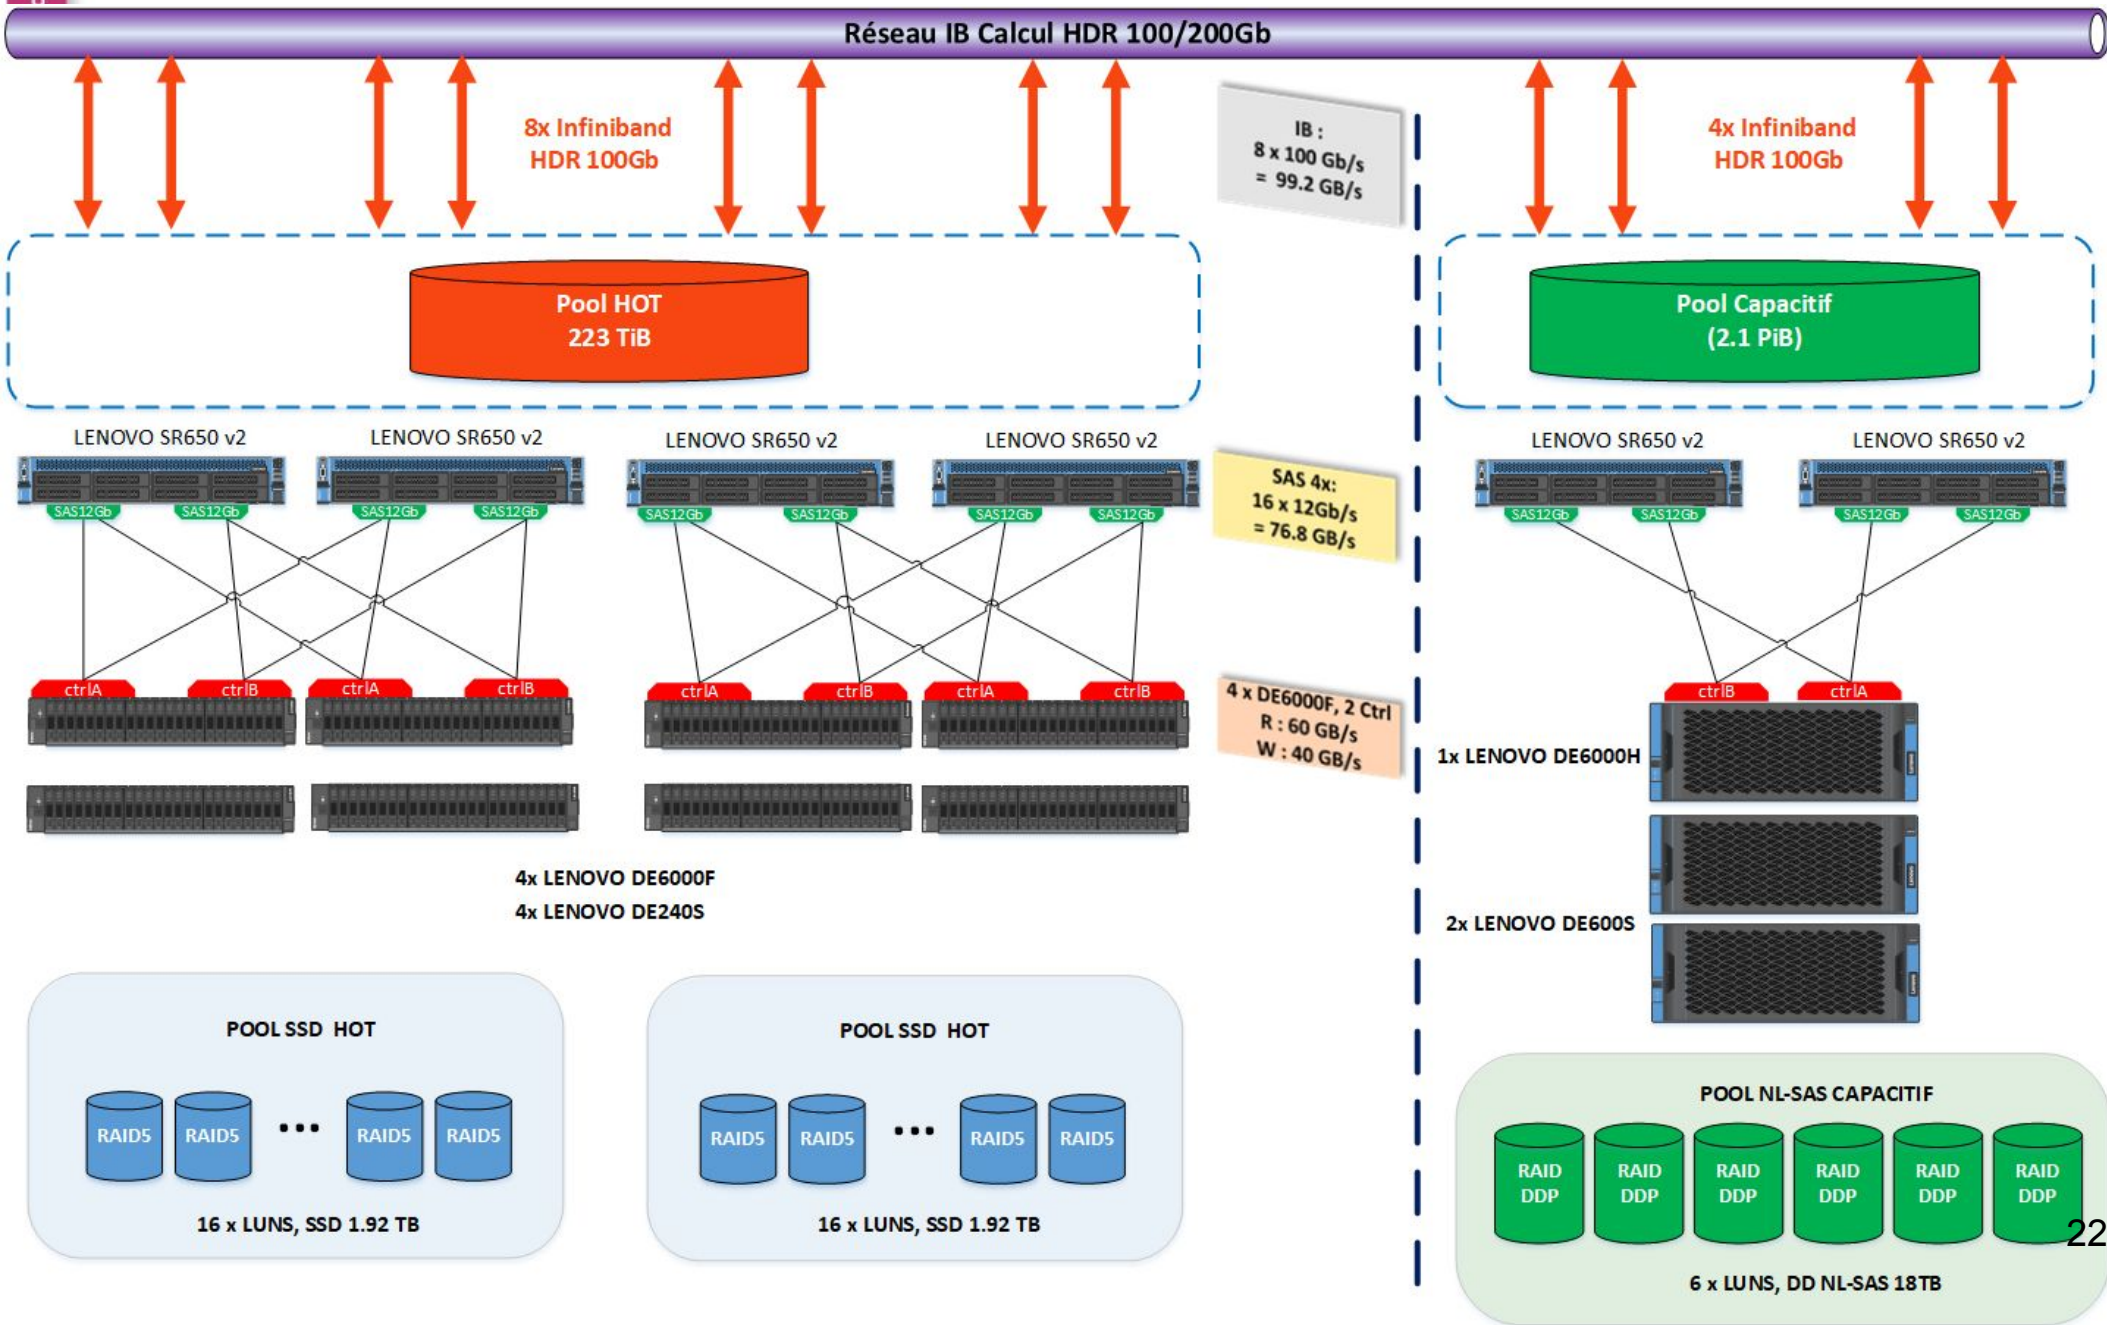 Réseau IB Calcul HDR 100/200Gb
8x Infiniband
HDR 100Gb
IB :
8 x 100 Gb/s
= 99.2 GB/s
4x Infiniband
HDR 100Gb
Pool HOT
223 TiB
Pool Capacitif
(2.1 PiB)
LENOVO SR650 v2
LENOVO SR650 v2
LENOVO SR650 v2
LENOVO SR650 v2
LENOVO SR650 v2
LENOVO SR650 v2
SAS12Gb
SAS12Gb
SAS12Gb
SAS12Gb
SAS12Gb
SAS12Gb
SAS12Gb
SAS12Gb
SAS12Gb
SAS12Gb
SAS12Gb
SAS12Gb
SAS 4x:
16 x 12Gb/s
= 76.8 GB/s
ctrlA
ctrlB
ctrlA
ctrlB
ctrlA
ctrlB
ctrlA
ctrlB
ctrlB
ctrlA
4 x DE6000F, 2 Ctrl
R : 60 GB/s
W : 40 GB/s
1x LENOVO DE6000H
2x LENOVO DE600S
4x LENOVO DE6000F
4x LENOVO DE240S
POOL SSD HOT
RAID5
RAID5
...
RAID5
RAID5
16 x LUNS, SSD 1.92 TB
POOL SSD HOT
RAID5
RAID5
...
RAID5
RAID5
16 x LUNS, SSD 1.92 TB
POOL NL-SAS CAPACITIF
RAID
DDP
RAID
DDP
RAID
DDP
RAID
DDP
RAID
DDP
RAID
DDP
22
6 x LUNS, DD NL-SAS 18TB